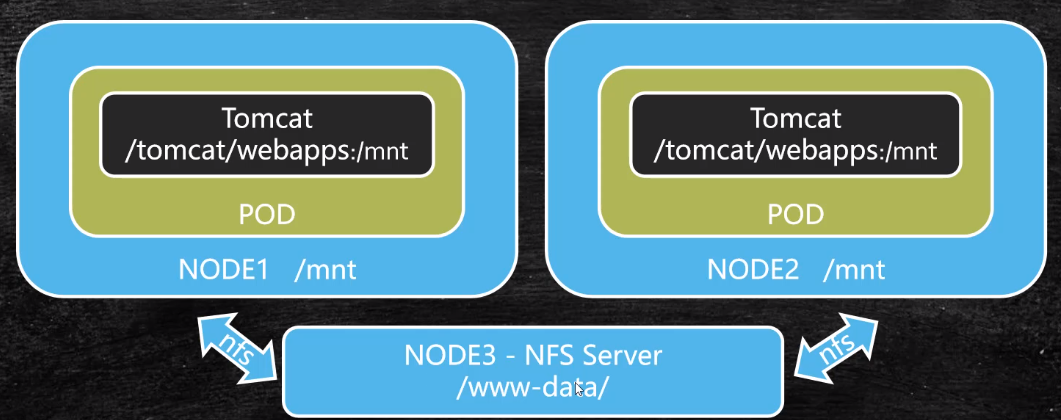 Tomcat
/tomcat/webapps:/mnt
POD
NODE1 /mnt
Tomcat
/tomcat/webapps:/mnt
POD
NODE2 /mnt
nfs
NODE3 - NFS Server
/www-data/
nfs